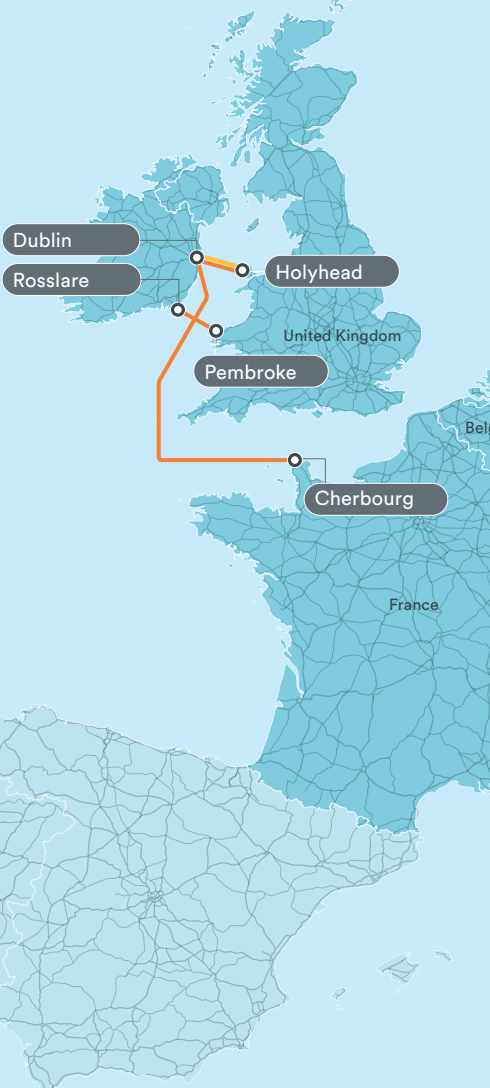 Dublin
Rosslare
Holyhead
United Kingdom
Pembroke
Belg
Cherbourg
France